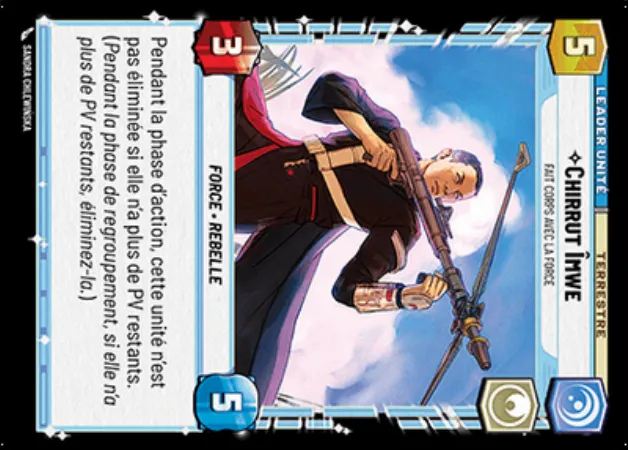 LEADER UNITÉ
TERRESTRE
5
CHIRRUT ÎMWE
FAIT CORPS AVEC LA FORCE
3
5
FORCE • REBELLE
Pendant la phase d'action, cette unité n'est
pas éliminée si elle n'a plus de PV restants.
(Pendant la phase de regroupement, si elle n'a
plus de PV restants, éliminez-la.)
SANDRA CHLEWINSKA